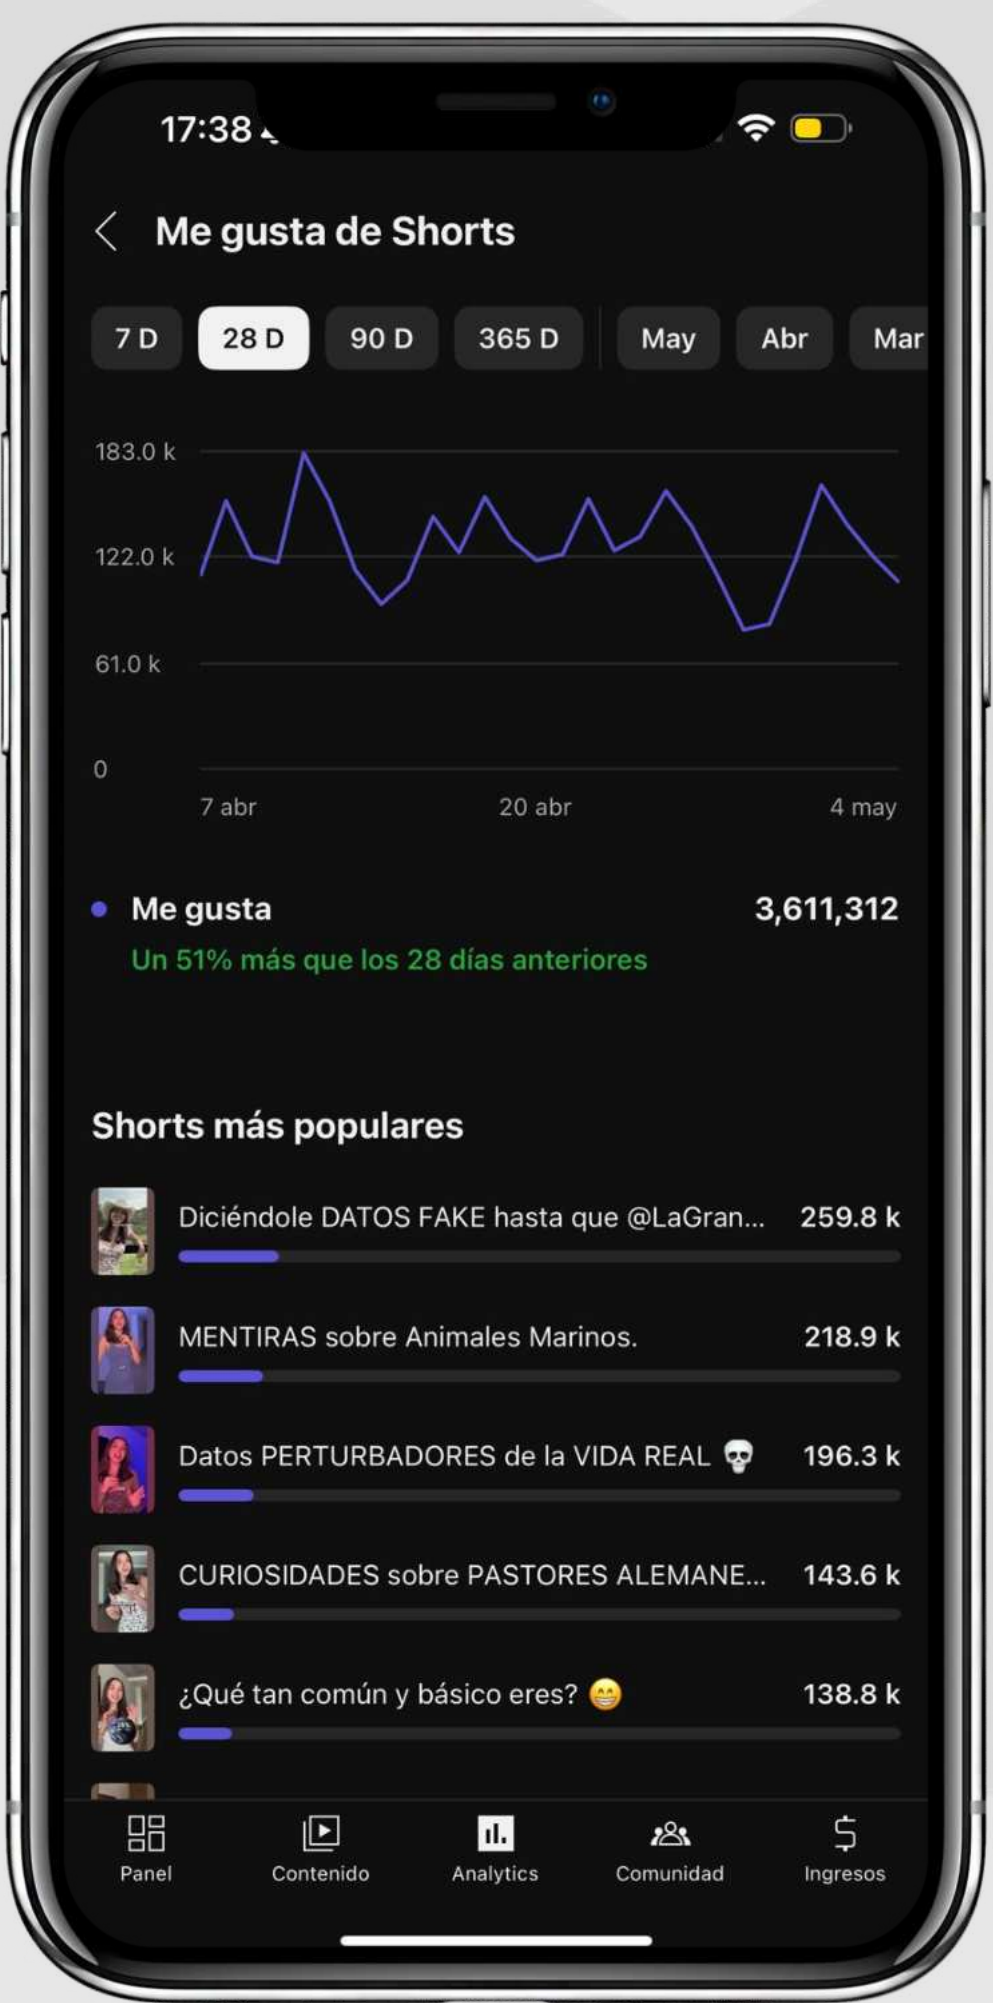 17:38
Me gusta de Shorts
7 D 28 D 90 D 365 D May Abr Mar
183.0 k
122.0 k
61.0 k
0
7 abr 20 abr 4 may
Me gusta 3,611,312
Un 51% más que los 28 días anteriores
Shorts más populares
Diciéndole DATOS FAKE hasta que @LaGran... 259.8 k
MENTIRAS sobre Animales Marinos. 218.9 k
Datos PERTURBADORES de la VIDA REAL 💀 196.3 k
CURIOSIDADES sobre PASTORES ALEMANE... 143.6 k
¿Qué tan común y básico eres? 😁 138.8 k
Panel Contenido Analytics Comunidad Ingresos